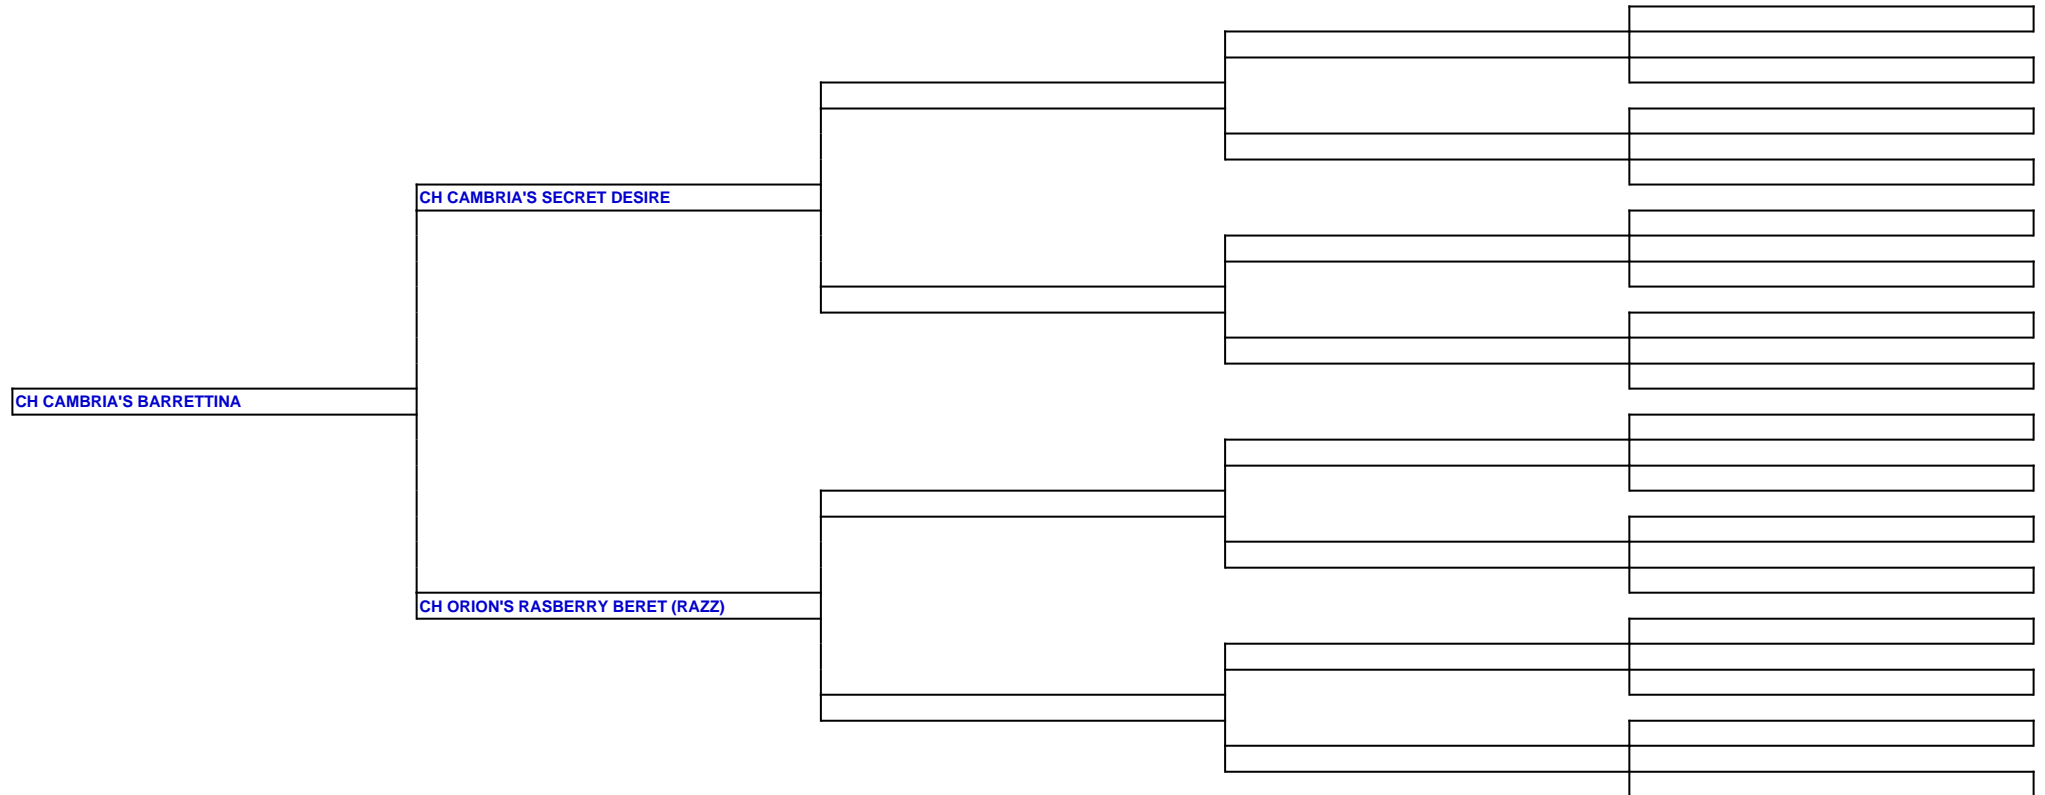 CH CAMBRIA'S SECRET DESIRE
CH CAMBRIA'S BARRETTINA
CH ORION'S RASBERRY BERET (RAZZ)